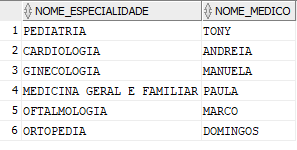 NOME_ESPECIALIDADE NOME_MEDICO
1 PEDIATRIA TONY
2 CARDIOLOGIA ANDREIA
3 GINECOLOGIA MANUELA
4 MEDICINA GERAL E FAMILIAR PAULA
5 OFTALMOLOGIA MARCO
6 ORTOPEDIA DOMINGOS